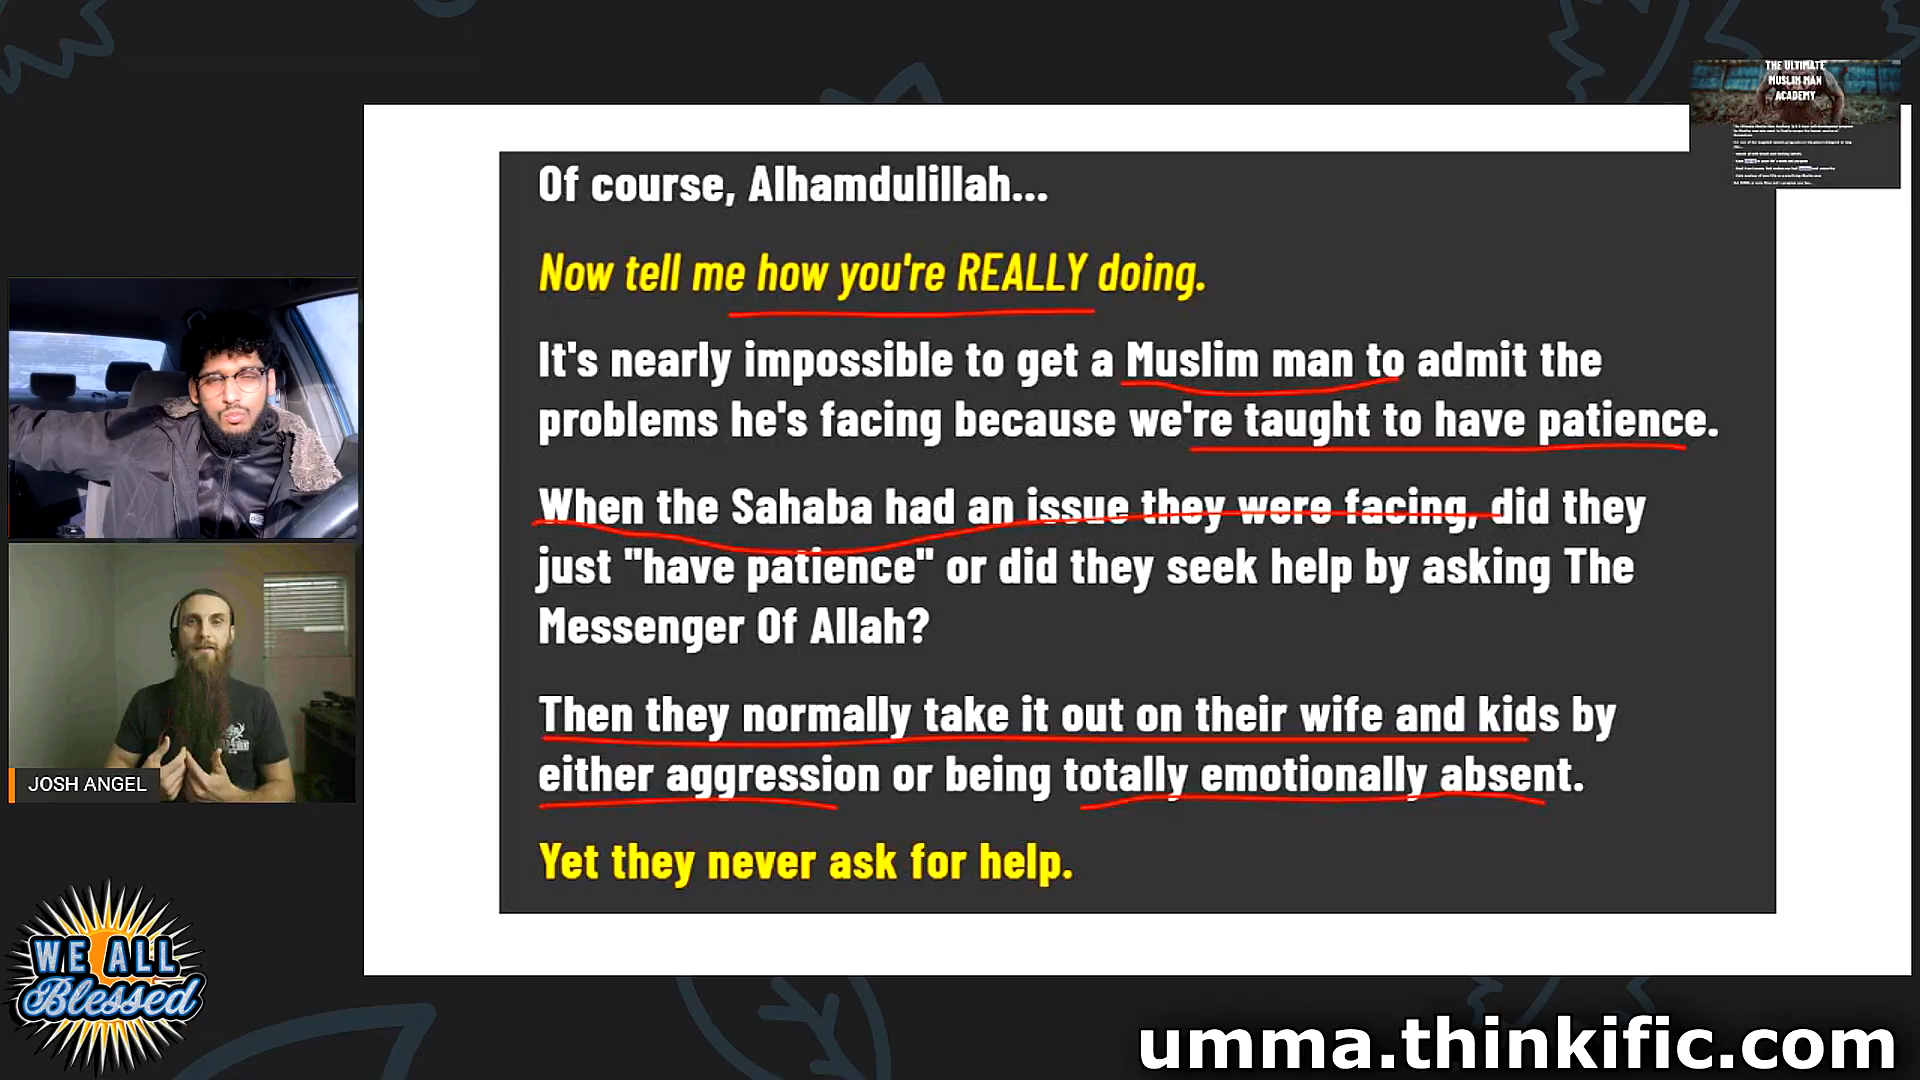 THE ULTIMATE
MUSLIM MAN
ACADEMY
Of course, Alhamdulillah...
Now tell me how you're REALLY doing.
It's nearly impossible to get a Muslim man to admit the
problems he's facing because we're taught to have patience.
When the Sahaba had an issue they were facing, did they
just "have patience" or did they seek help by asking The
Messenger Of Allah?
Then they normally take it out on their wife and kids by
either aggression or being totally emotionally absent.
Yet they never ask for help.
JOSH ANGEL
WE ALL
Blessed
umma.thinkific.com